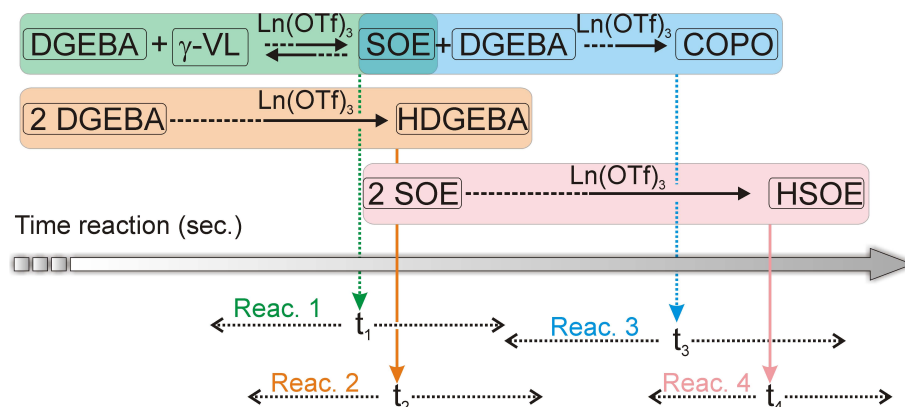 DGEBA + γ-VL Ln(OTf)₃ SOE + DGEBA Ln(OTf)₃ COPO
2 DGEBA Ln(OTf)₃ HDGEBA
2 SOE Ln(OTf)₃ HSOE
Time reaction (sec.)
Reac. 1 t₁
Reac. 3 t₃
Reac. 2 t₂
Reac. 4 t₄